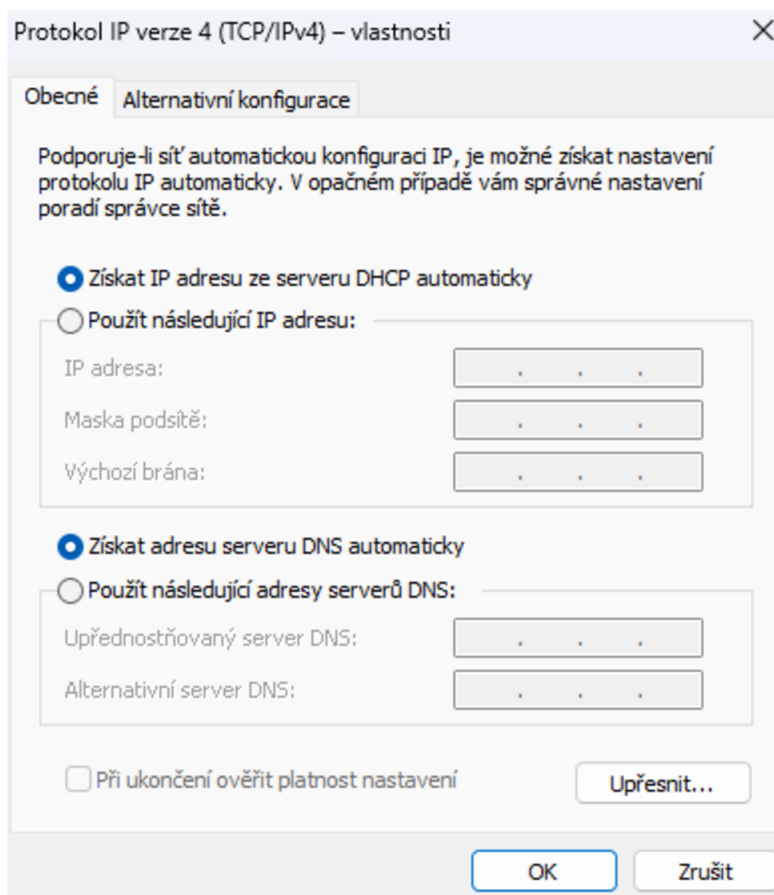 Protokol IP verze 4 (TCP/IPv4) – vlastnosti
Obecné
Alternativní konfigurace
Podporuje-li síť automatickou konfiguraci IP, je možné získat nastavení
protokolu IP automaticky. V opačném případě vám správné nastavení
poradí správce sítě.
Získat IP adresu ze serveru DHCP automaticky
Použít následující IP adresu:
IP adresa:
Maska podsítě:
Výchozí brána:
Získat adresu serveru DNS automaticky
Použít následující adresy serverů DNS:
Upřednostňovaný server DNS:
Alternativní server DNS:
Při ukončení ověřit platnost nastavení
Upřesnit...
OK
Zrušit